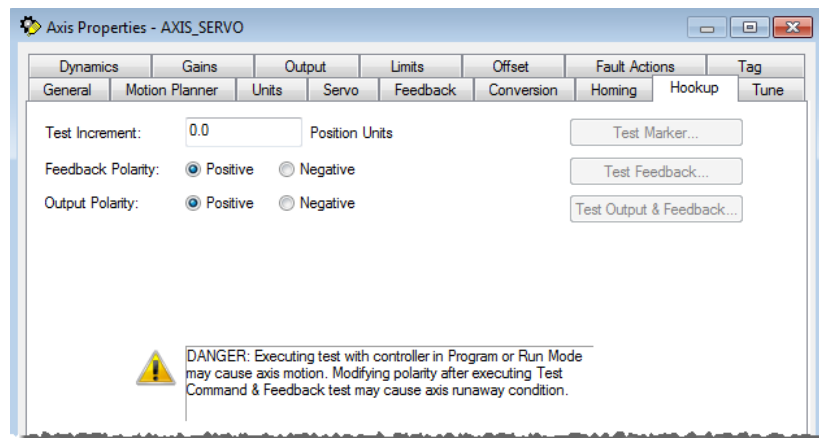 Axis Properties - AXIS_SERVO
Dynamics Gains Output Limits Offset Fault Actions Tag
General Motion Planner Units Servo Feedback Conversion Homing Hookup Tune
Test Increment: 0.0 Position Units Test Marker...
Feedback Polarity: Positive Negative Test Feedback...
Output Polarity: Positive Negative Test Output & Feedback...
DANGER: Executing test with controller in Program or Run Mode
may cause axis motion. Modifying polarity after executing Test
Command & Feedback test may cause axis runaway condition.